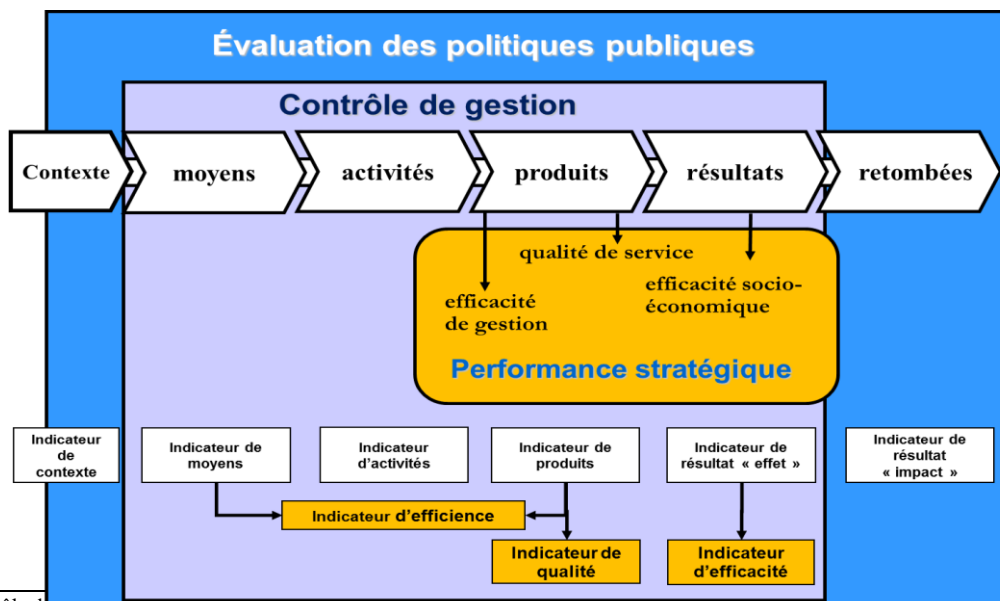 Évaluation des politiques publiques
Contrôle de gestion
Contexte
moyens
activités
produits
résultats
retombées
qualité de service
efficacité
de gestion
efficacité socio-
économique
Performance stratégique
Indicateur
de
contexte
Indicateur de
moyens
Indicateur
d'activités
Indicateur de
produits
Indicateur de
résultat « effet »
Indicateur de
résultat
« impact »
Indicateur d'efficience
Indicateur de
qualité
Indicateur
d'efficacité